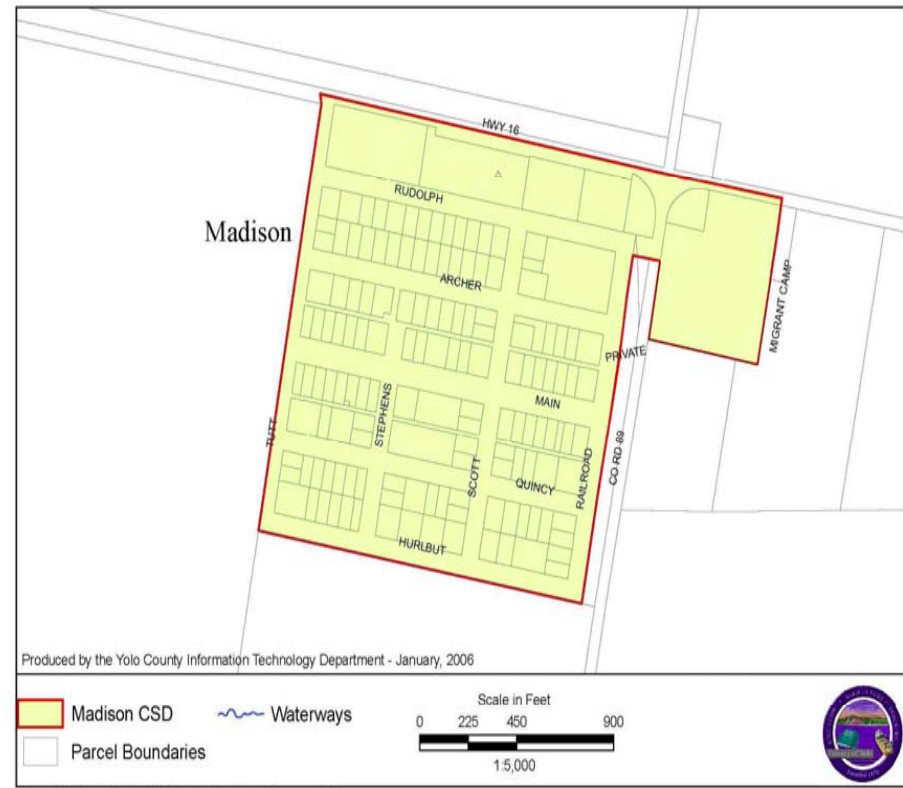 HWY 16
RUDOLPH
Madison
ARCHER
MIGRANT CAMP
PRIVATE
MAIN
STEPHENS
TUTT
SCOTT
QUINCY
RAILROAD
CO RD 89
HURLBUT
Produced by the Yolo County Information Technology Department - January, 2006
Madison CSD
Waterways
Parcel Boundaries
Scale in Feet
0 225 450 900
1:5,000